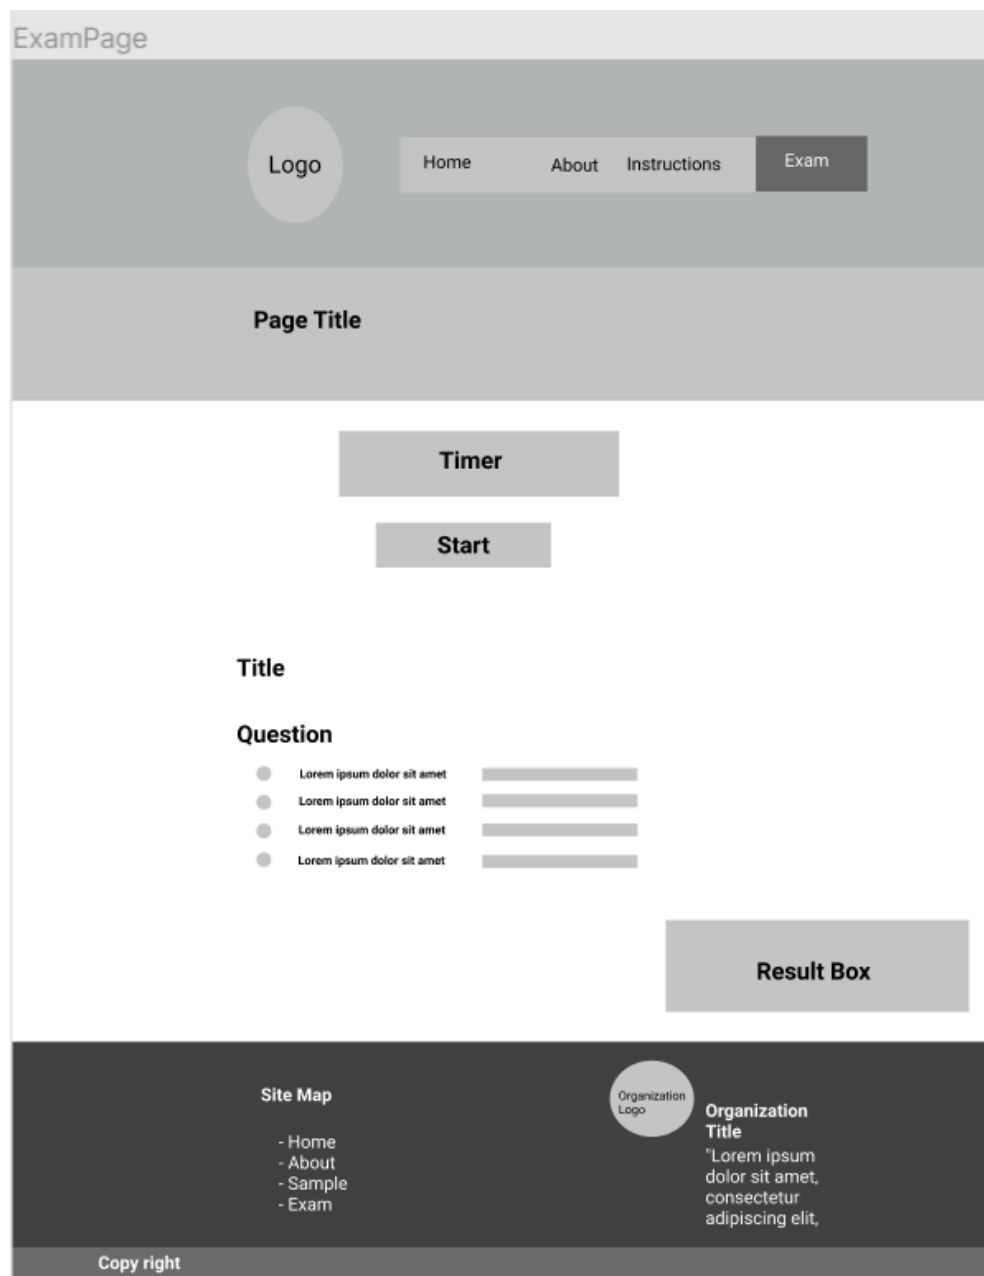 ExamPage
Logo
Home
About
Instructions
Exam
Page Title
Timer
Start
Title
Question
Lorem ipsum dolor sit amet
Lorem ipsum dolor sit amet
Lorem ipsum dolor sit amet
Lorem ipsum dolor sit amet
Result Box
Site Map
- Home
- About
- Sample
- Exam
Organization
Logo
Organization
Title
"Lorem ipsum
dolor sit amet,
consectetur
adipiscing elit,
Copy right